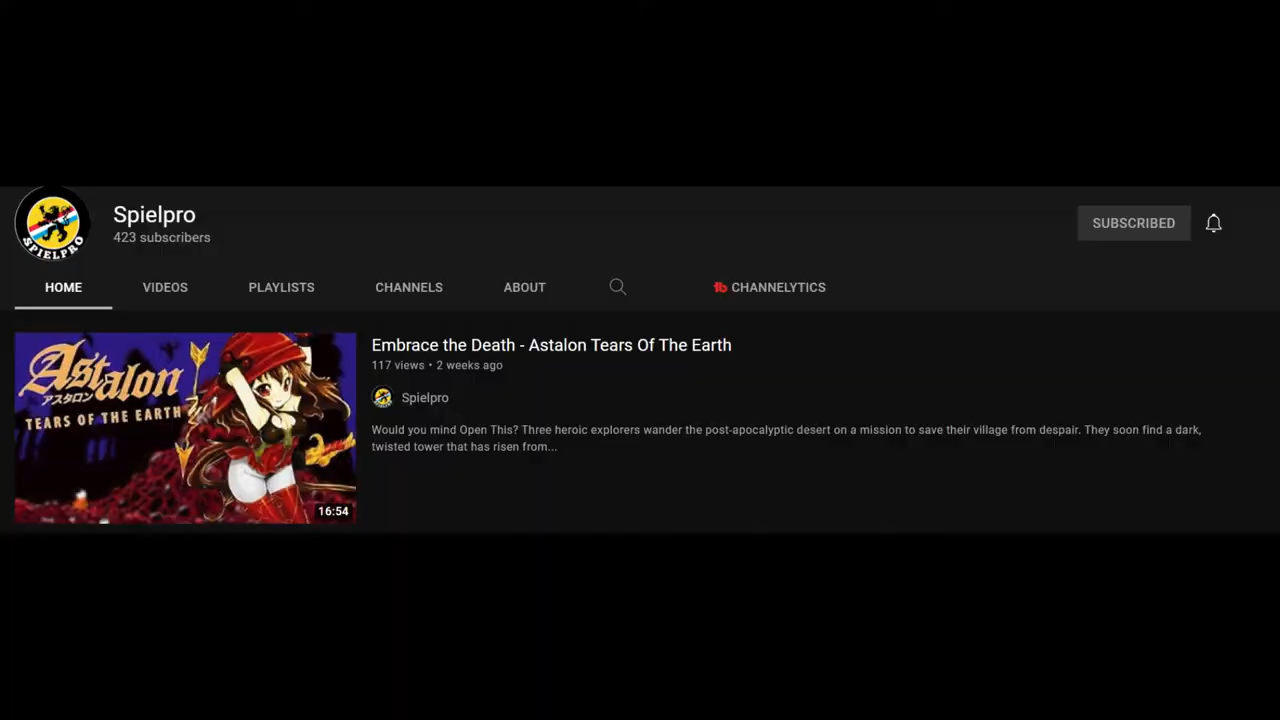 Spielpro
423 subscribers
SUBSCRIBED
SPIELPRO
HOME VIDEOS PLAYLISTS CHANNELS ABOUT CHANNELYTICS
Astalon
アスタロン
TEARS OF THE EARTH
16:54
Embrace the Death - Astalon Tears Of The Earth
117 views • 2 weeks ago
Spielpro
Would you mind Open This? Three heroic explorers wander the post-apocalyptic desert on a mission to save their village from despair. They soon find a dark,
twisted tower that has risen from...